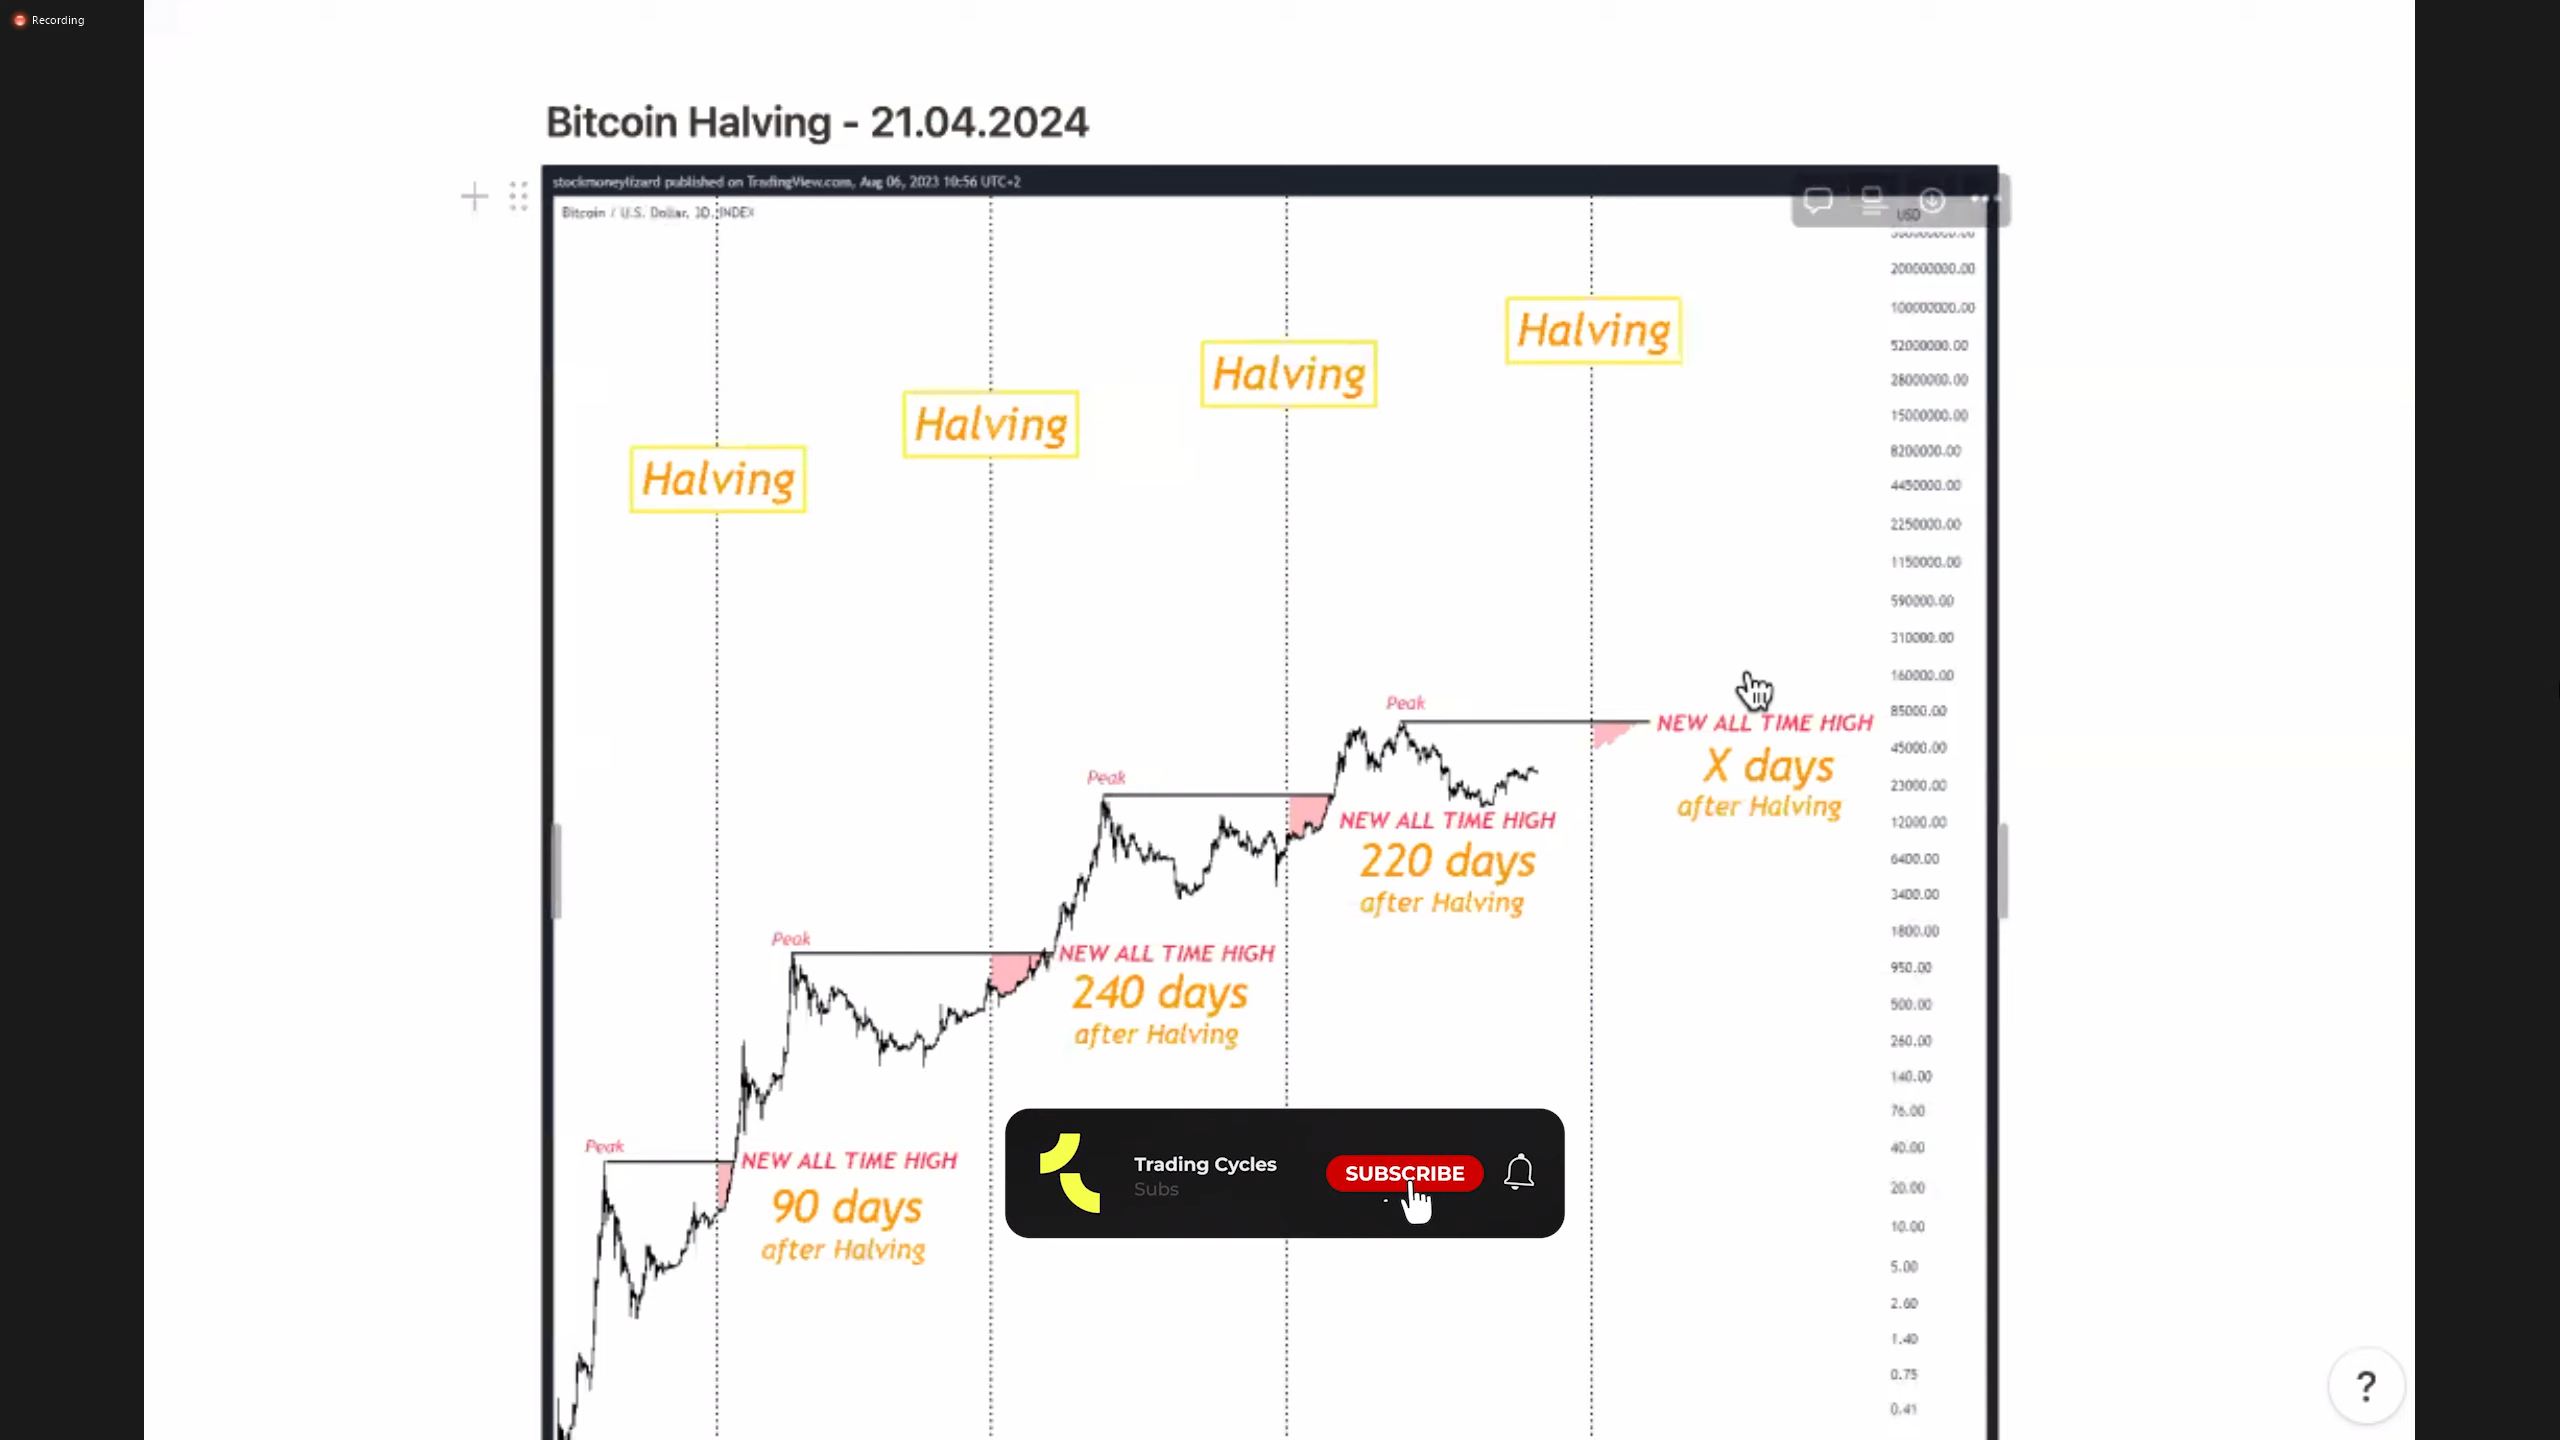 Recording
Bitcoin Halving - 21.04.2024
stockmoneylizard published on TradingView.com, Aug 06, 2023 10:56 UTC+2
Bitcoin / U.S. Dollar, 3D, INDEX
USD
200000000.00
100000000.00
52000000.00
28000000.00
15000000.00
8200000.00
4450000.00
2250000.00
1150000.00
590000.00
310000.00
160000.00
85000.00
45000.00
23000.00
12000.00
6400.00
3400.00
1800.00
950.00
500.00
260.00
140.00
76.00
40.00
20.00
10.00
5.00
2.60
1.40
0.75
0.41
Halving
Halving
Halving
Halving
Peak
NEW ALL TIME HIGH
X days
after Halving
Peak
NEW ALL TIME HIGH
220 days
after Halving
Peak
NEW ALL TIME HIGH
240 days
after Halving
Peak
NEW ALL TIME HIGH
90 days
after Halving
Trading Cycles
Subs
SUBSCRIBE
?